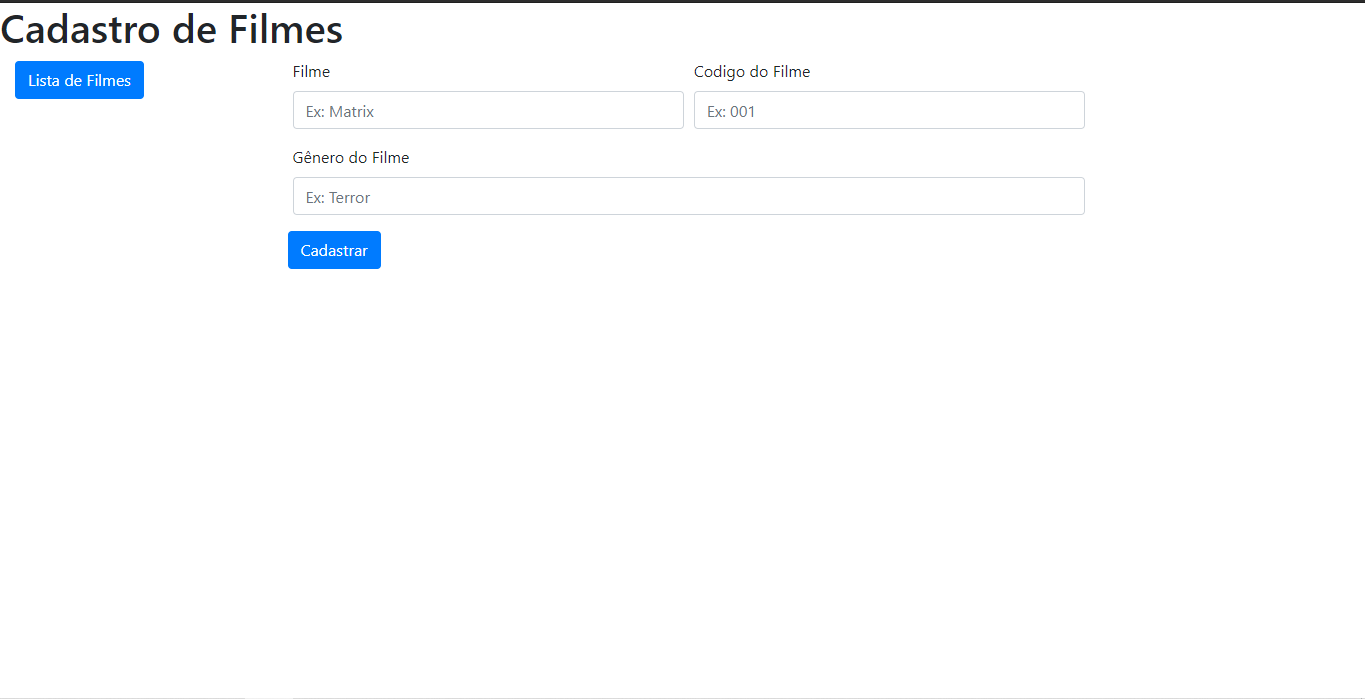 Cadastro de Filmes
Lista de Filmes
Filme
Codigo do Filme
Ex: Matrix
Ex: 001
Gênero do Filme
Ex: Terror
Cadastrar